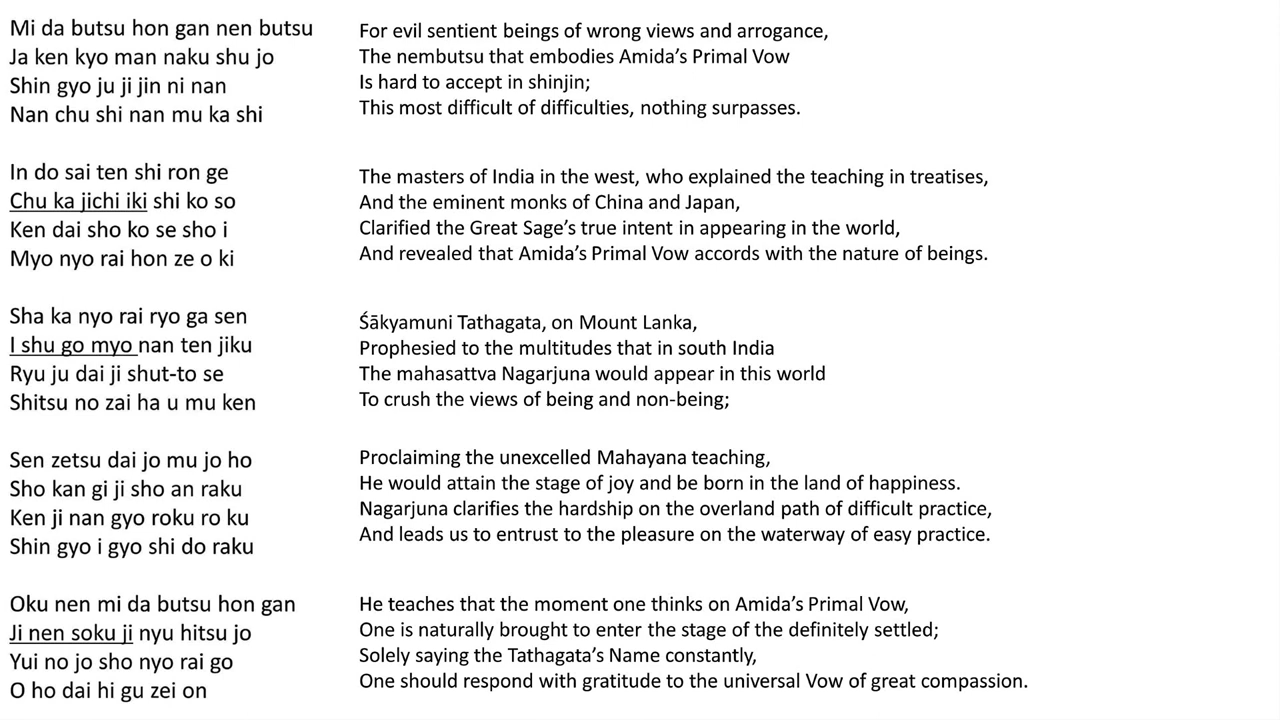 Mi da butsu hon gan nen butsu
Ja ken kyo man naku shu jo
Shin gyo ju ji jin ni nan
Nan chu shi nan mu ka shi
For evil sentient beings of wrong views and arrogance,
The nembutsu that embodies Amida's Primal Vow
Is hard to accept in shinjin;
This most difficult of difficulties, nothing surpasses.
In do sai ten shi ron ge
Chu ka jichi iki shi ko so
Ken dai sho ko se sho i
Myo nyo rai hon ze o ki
The masters of India in the west, who explained the teaching in treatises,
And the eminent monks of China and Japan,
Clarified the Great Sage's true intent in appearing in the world,
And revealed that Amida's Primal Vow accords with the nature of beings.
Sha ka nyo rai ryo ga sen
I shu go myo nan ten jiku
Ryu ju dai ji shut-to se
Shitsu no zai ha u mu ken
Śākyamuni Tathagata, on Mount Lanka,
Prophesied to the multitudes that in south India
The mahasattva Nagarjuna would appear in this world
To crush the views of being and non-being;
Sen zetsu dai jo mu jo ho
Sho kan gi ji sho an raku
Ken ji nan gyo roku ro ku
Shin gyo i gyo shi do raku
Proclaiming the unexcelled Mahayana teaching,
He would attain the stage of joy and be born in the land of happiness.
Nagarjuna clarifies the hardship on the overland path of difficult practice,
And leads us to entrust to the pleasure on the waterway of easy practice.
Oku nen mi da butsu hon gan
Ji nen soku ji nyu hitsu jo
Yui no jo sho nyo rai go
O ho dai hi gu zei on
He teaches that the moment one thinks on Amida's Primal Vow,
One is naturally brought to enter the stage of the definitely settled;
Solely saying the Tathagata's Name constantly,
One should respond with gratitude to the universal Vow of great compassion.